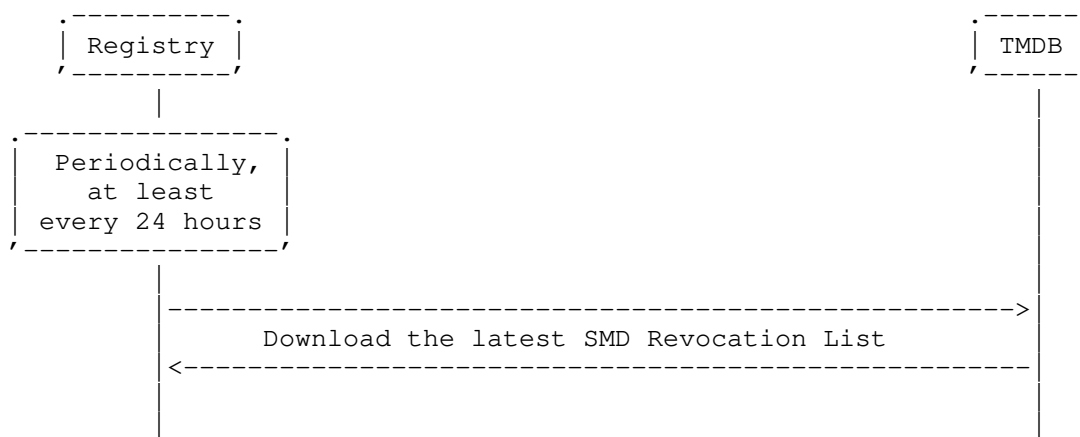 Registry TMDB
Periodically,
at least
every 24 hours
Download the latest SMD Revocation List